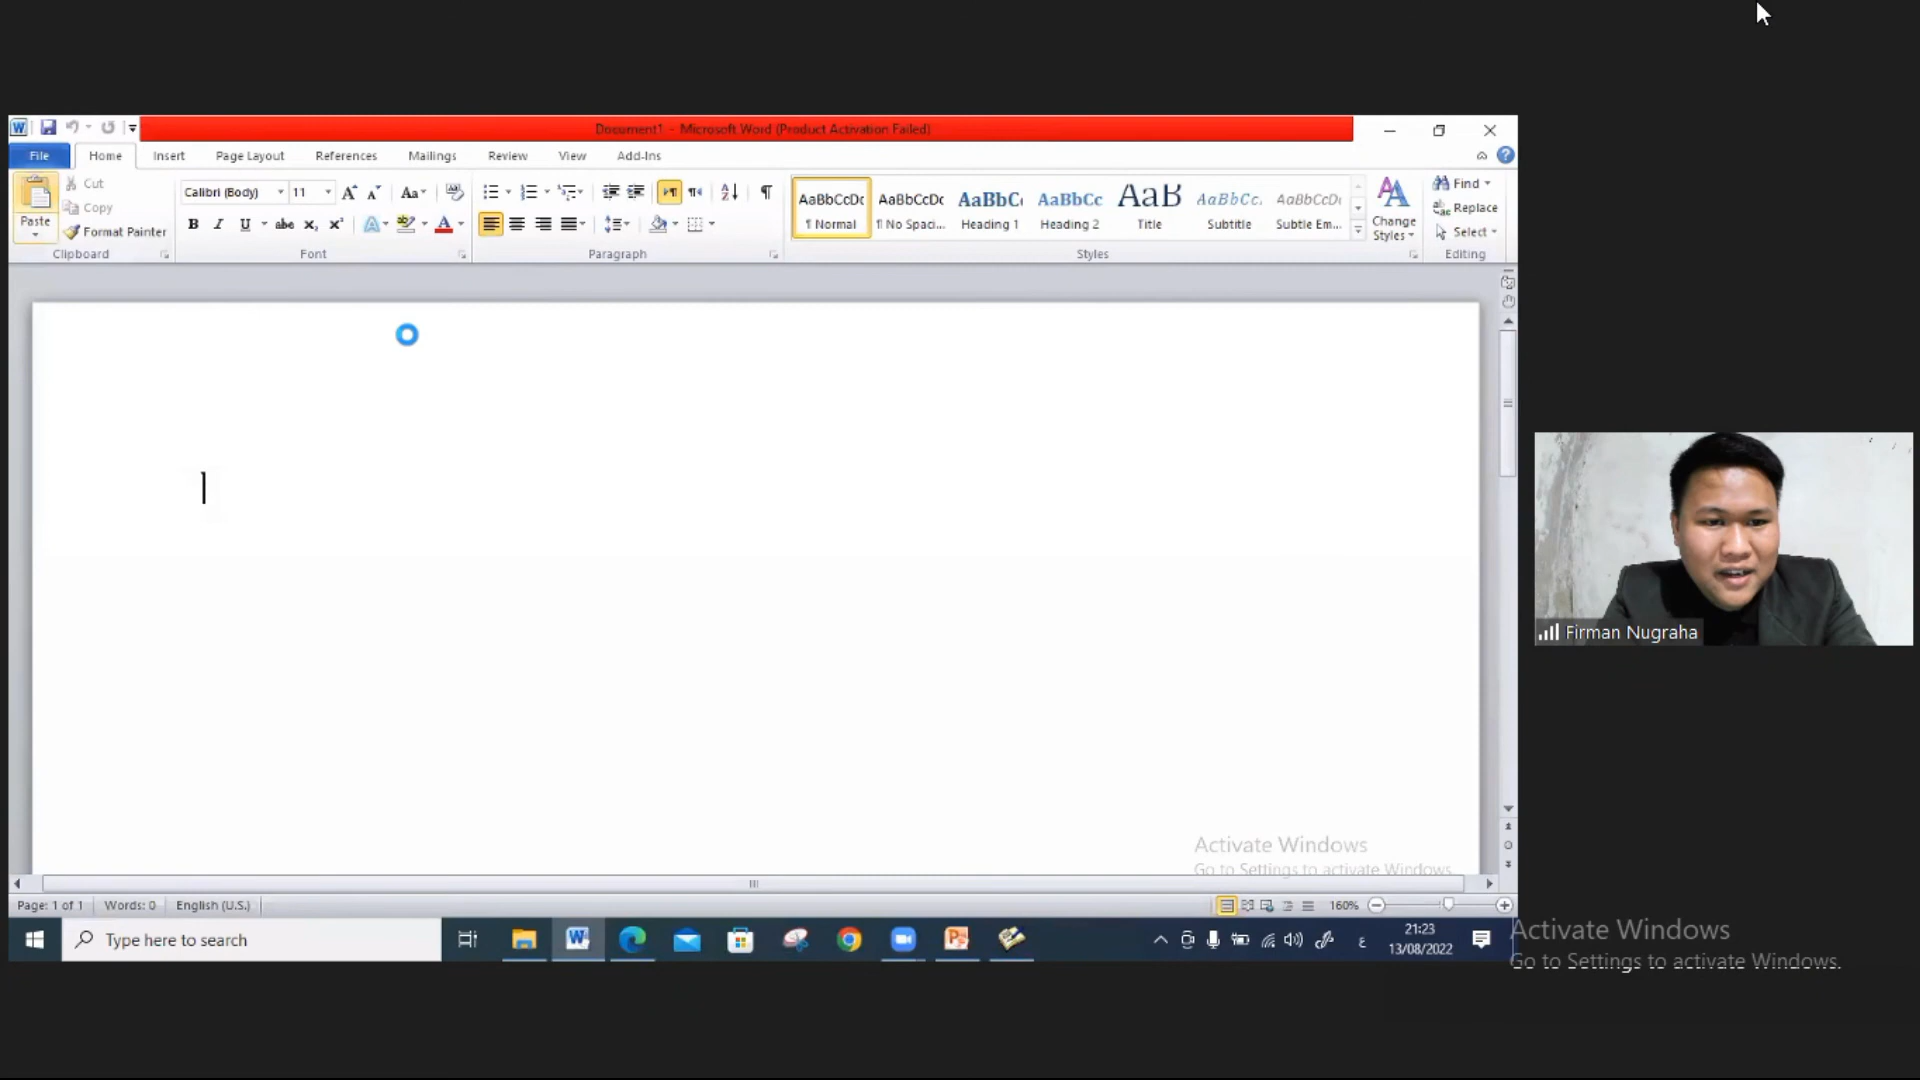 Document1 - Microsoft Word (Product Activation Failed)
File Home Insert Page Layout References Mailings Review View Add-Ins
Paste
Cut
Copy
Format Painter
Clipboard
Calibri (Body) 11
Font
Paragraph
AaBbCcDc AaBbCcDc AaBbC AaBbCc AaB AaBbCc. AaBbCcDc
¶ Normal ¶ No Spaci... Heading 1 Heading 2 Title Subtitle Subtle Em...
Styles
Change
Styles
Find
Replace
Select
Editing
Firman Nugraha
Activate Windows
Go to Settings to activate Windows.
Page: 1 of 1 Words: 0 English (U.S.) 160%
Type here to search
ع
21:23
13/08/2022
Activate Windows
Go to Settings to activate Windows.